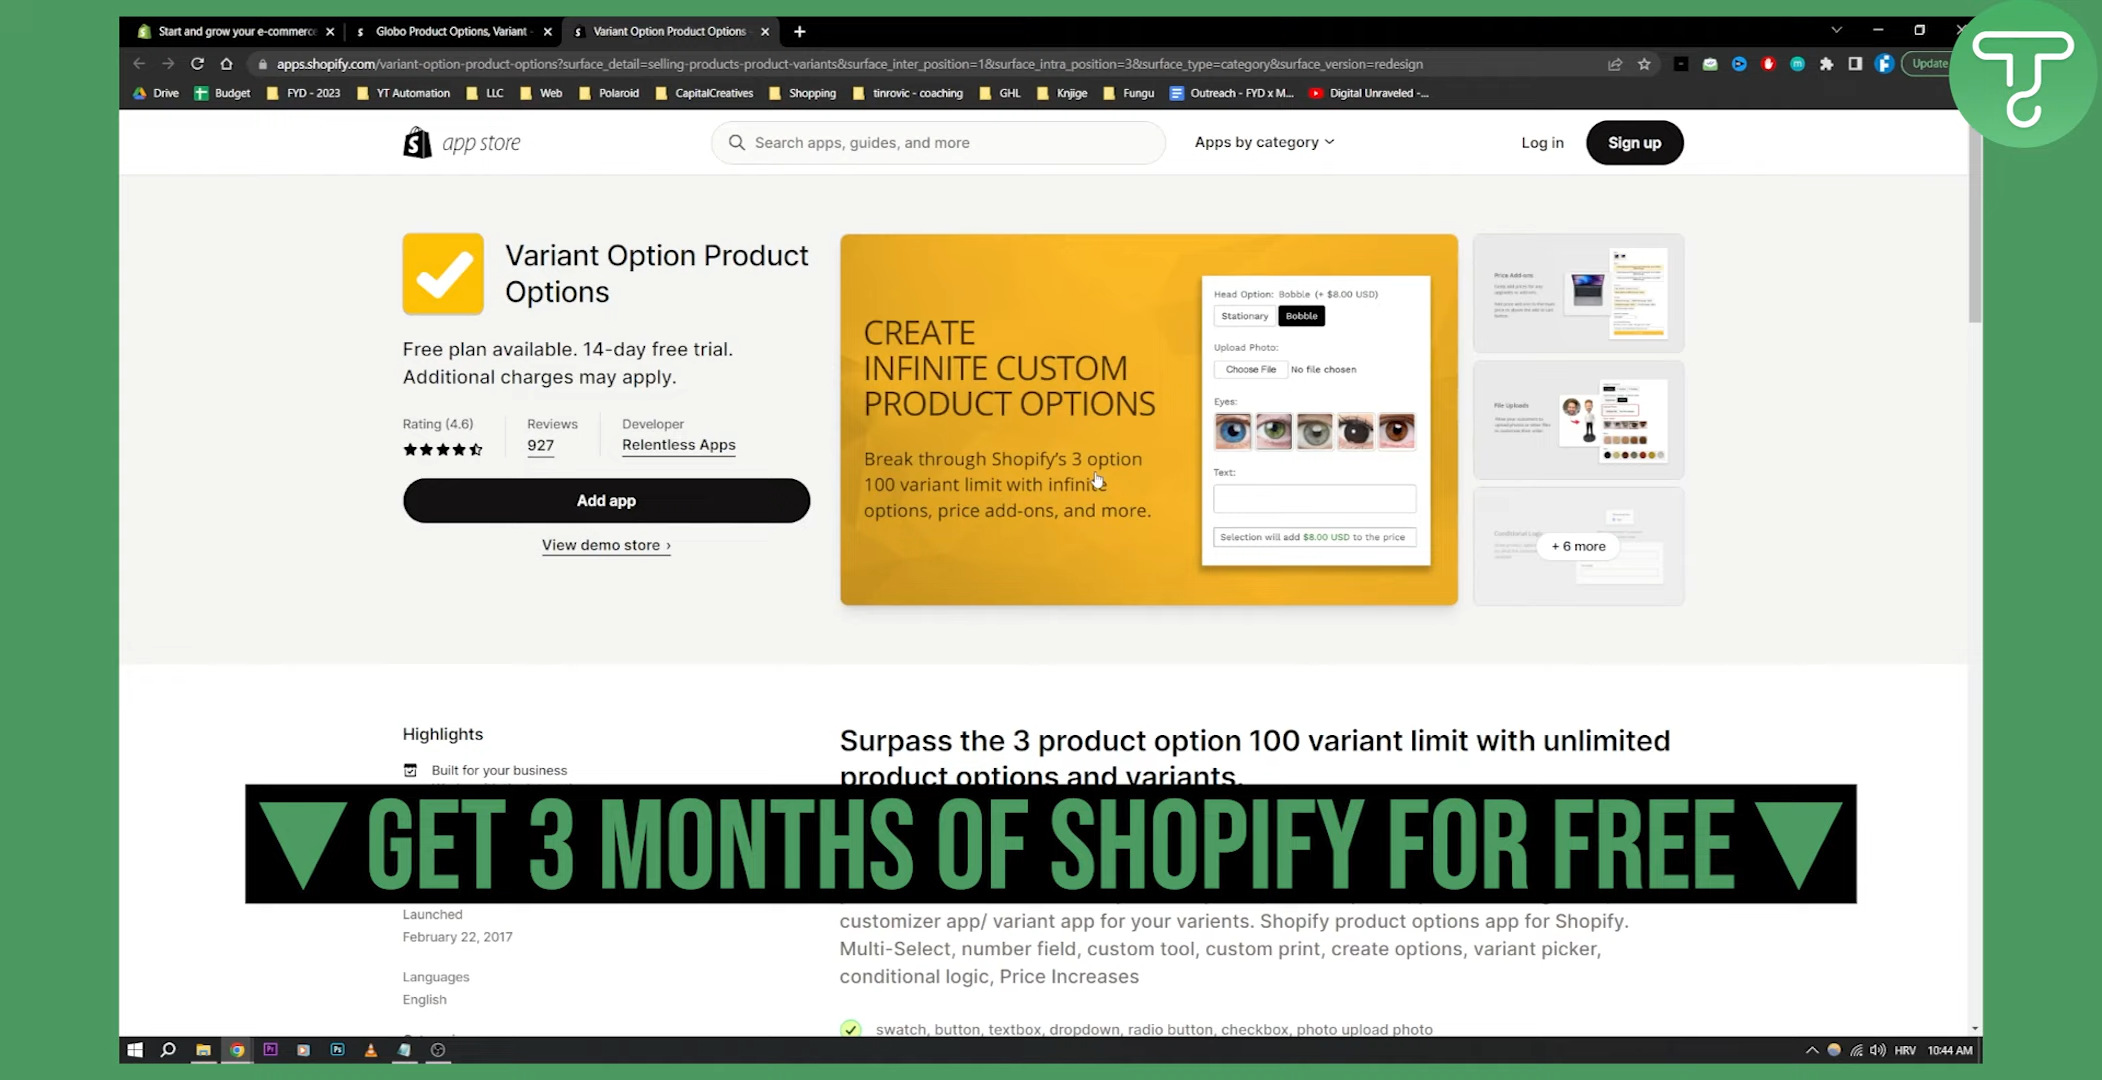 Start and grow your e-commerce
Globo Product Options, Variant
Variant Option Product Options
apps.shopify.com/variant-option-product-options?surface_detail=selling-products-product-variants&surface_inter_position=1&surface_intra_position=3&surface_type=category&surface_version=redesign
Update
Drive
Budget
FYD - 2023
YT Automation
LLC
Web
Polaroid
CapitalCreatives
Shopping
tinrovic - coaching
GHL
Knjige
Fungu
Outreach - FYD x M...
Digital Unraveled -...
app store
Search apps, guides, and more
Apps by category
Log in
Sign up
Variant Option Product
Options
Free plan available. 14-day free trial.
Additional charges may apply.
Rating (4.6)
Reviews
927
Developer
Relentless Apps
Add app
View demo store ›
CREATE
INFINITE CUSTOM
PRODUCT OPTIONS
Break through Shopify's 3 option
100 variant limit with infinite
options, price add-ons, and more.
Head Option: Bobble (+ $8.00 USD)
Stationary
Bobble
Upload Photo:
Choose File No file chosen
Eyes:
Text:
Selection will add $8.00 USD to the price
Price Add-ons
File Uploads
Conditional Logic
+ 6 more
Highlights
Built for your business
Surpass the 3 product option 100 variant limit with unlimited
product options and variants.
GET 3 MONTHS OF SHOPIFY FOR FREE
Launched
February 22, 2017
Languages
English
customizer app/ variant app for your varients. Shopify product options app for Shopify.
Multi-Select, number field, custom tool, custom print, create options, variant picker,
conditional logic, Price Increases
swatch, button, textbox, dropdown, radio button, checkbox, photo upload photo
HRV
10:44 AM